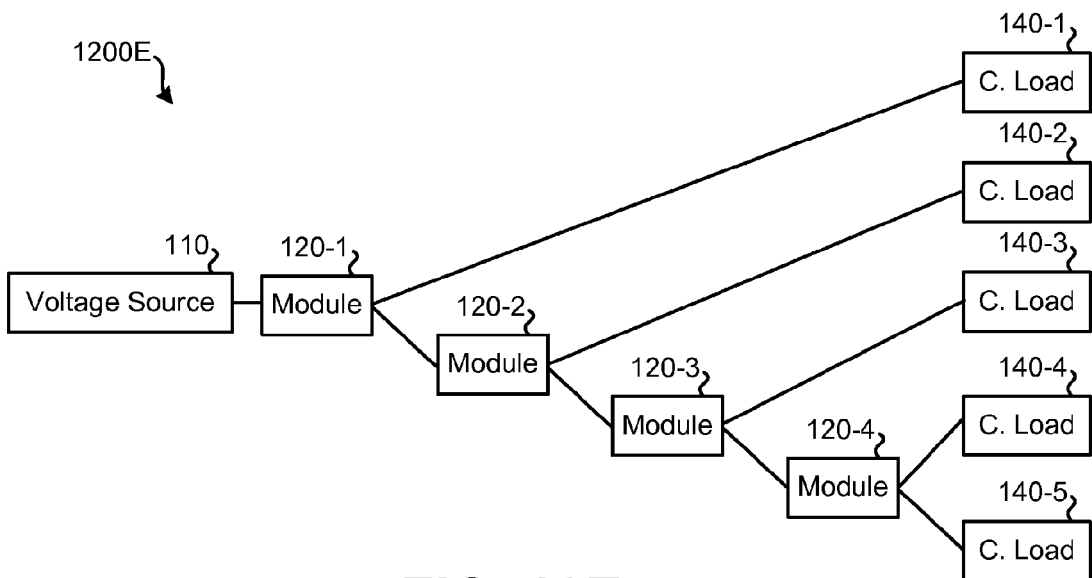 1200E
140-1
C. Load
140-2
C. Load
110
120-1
140-3
Voltage Source
Module
C. Load
120-2
Module
120-3
140-4
Module
C. Load
120-4
Module
140-5
C. Load